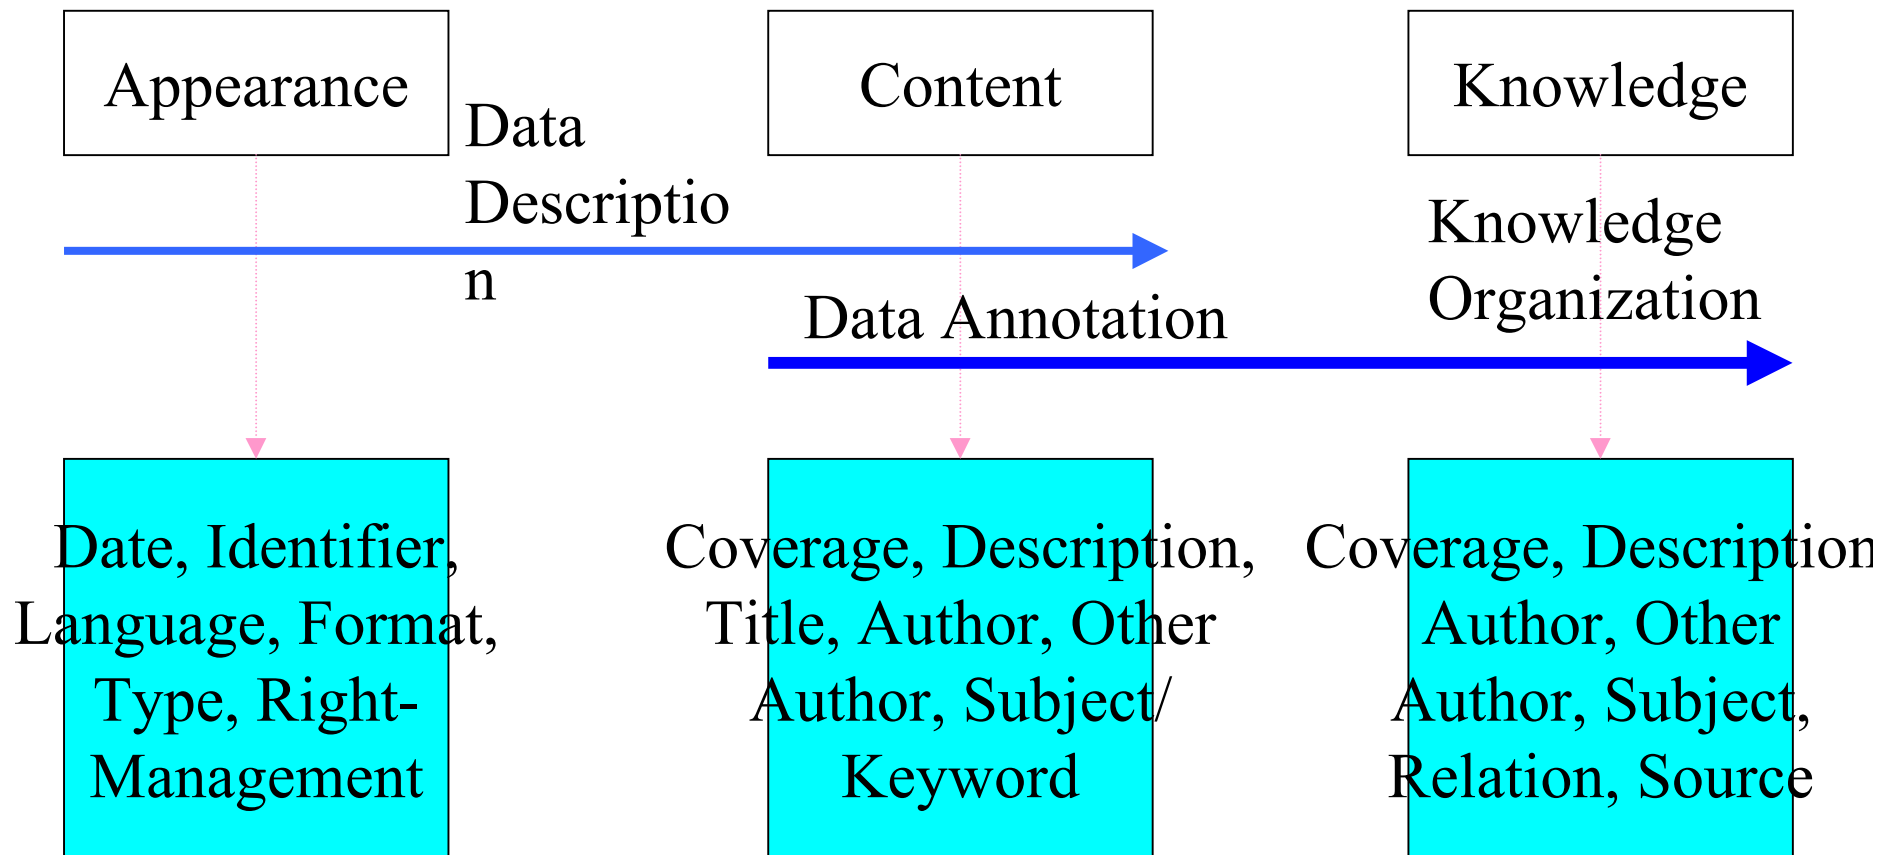 Appearance
Content
Knowledge
Data
Descriptio
n
Data Annotation
Knowledge
Organization
Date, Identifier,
Language, Format,
Type, Right-
Management
Coverage, Description,
Title, Author, Other
Author, Subject/
Keyword
Coverage, Description
Author, Other
Author, Subject,
Relation, Source